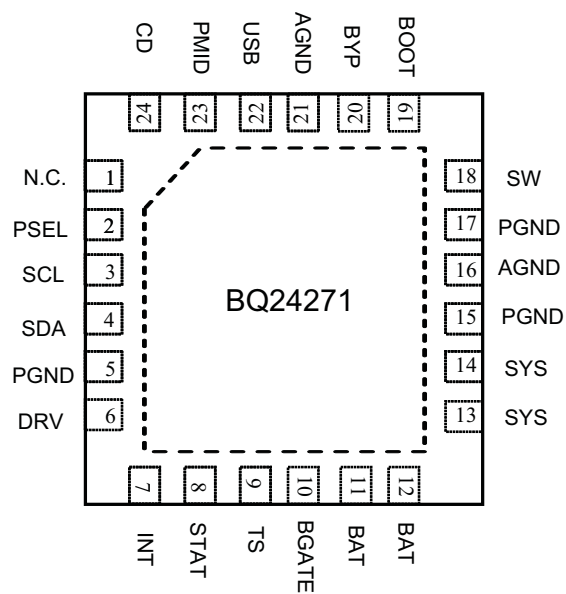 CD
PMID
USB
AGND
BYP
BOOT
24
23
22
21
20
19
N.C.
1
18
SW
PSEL
2
17
PGND
SCL
3
16
AGND
BQ24271
SDA
4
15
PGND
PGND
5
14
SYS
DRV
6
13
SYS
7
8
9
10
11
12
INT
STAT
TS
BGATE
BAT
BAT